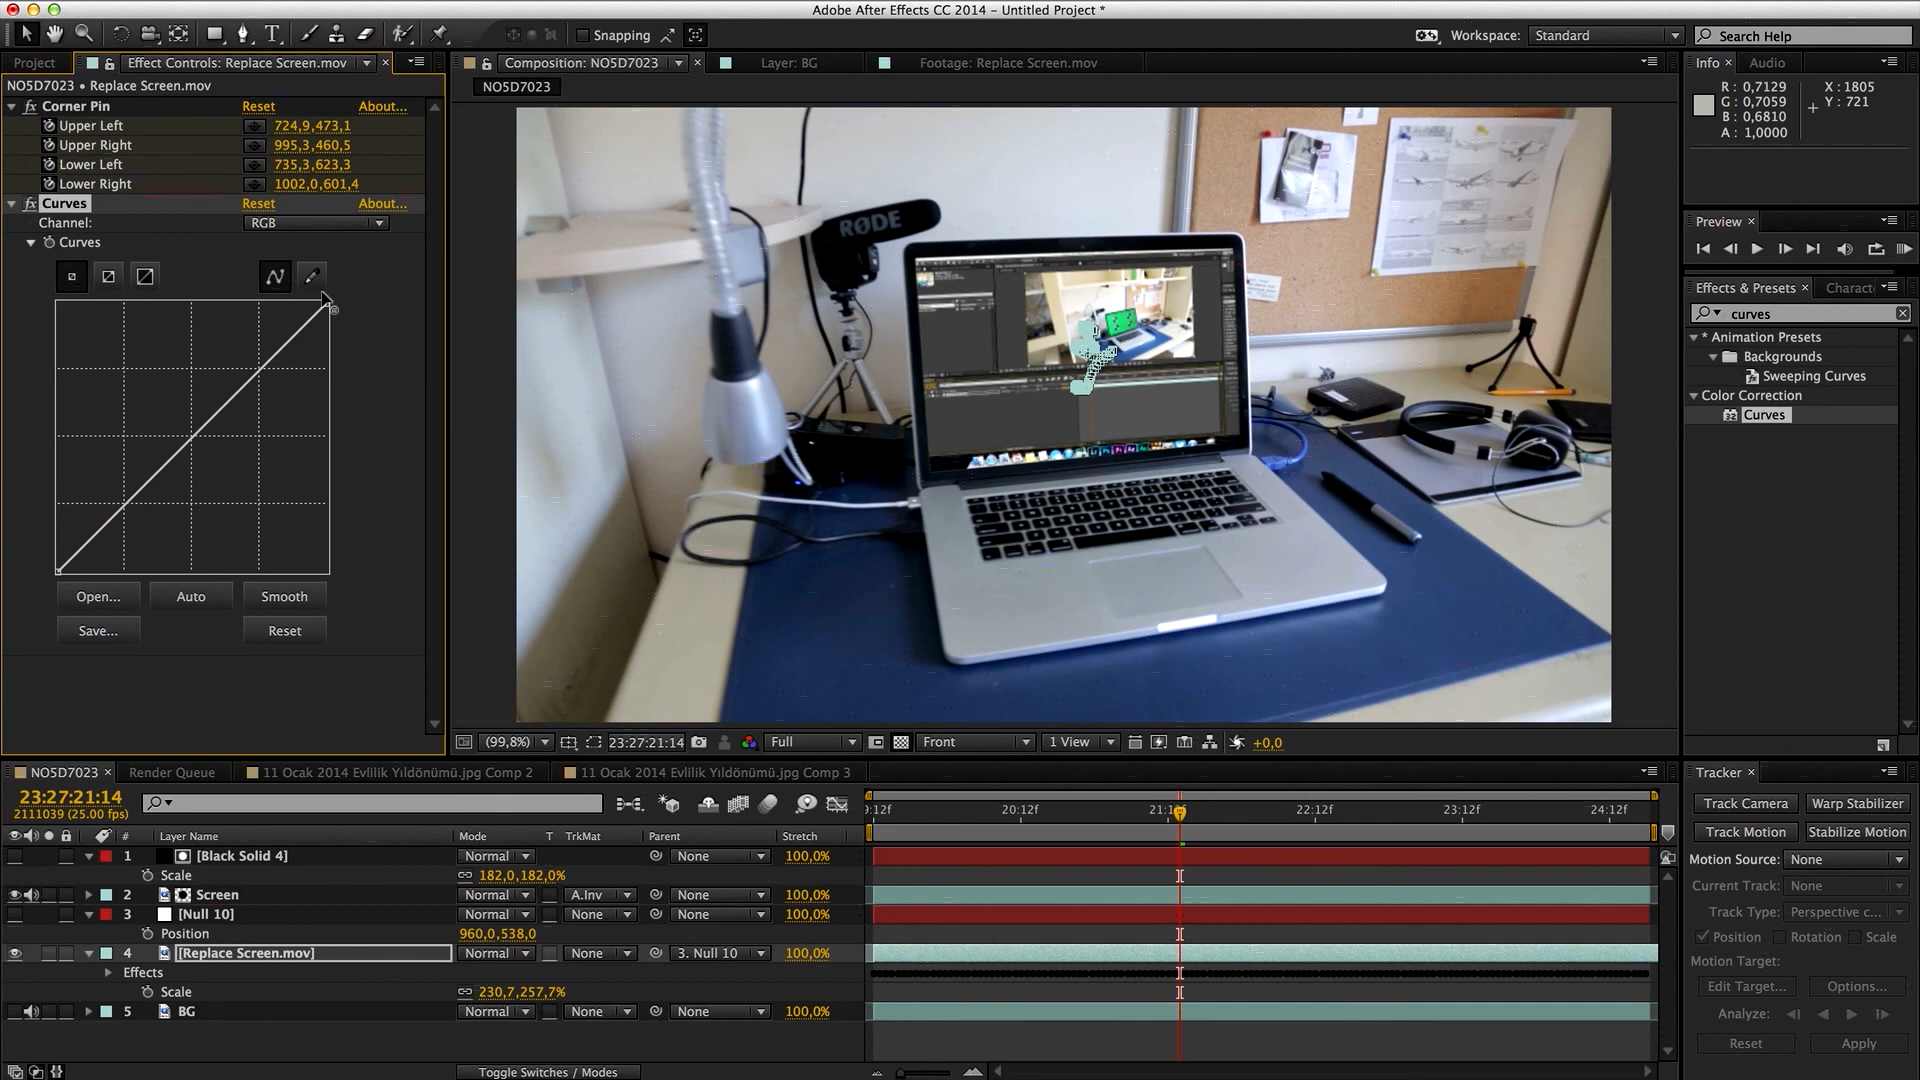 Adobe After Effects CC 2014 – Untitled Project *
Snapping
Workspace: Standard
Search Help
Project
Effect Controls: Replace Screen.mov
Composition: NO5D7023
Layer: BG
Footage: Replace Screen.mov
Info
Audio
NO5D7023 • Replace Screen.mov
NO5D7023
R : 0,7129
G : 0,7059
B : 0,6810
A : 1,0000
X : 1805
Y : 721
fx Corner Pin Reset About...
Upper Left 724,9,473,1
Upper Right 995,3,460,5
Lower Left 735,3,623,3
Lower Right 1002,0,601,4
fx Curves Reset About...
Channel: RGB
Curves
Open... Auto Smooth
Save... Reset
RØDE
Preview
Effects & Presets
Charact
curves
* Animation Presets
Backgrounds
Sweeping Curves
Color Correction
Curves
(99,8%)
23:27:21:14
Full
Front
1 View
+0,0
NO5D7023
Render Queue
11 Ocak 2014 Evlilik Yıldönümü.jpg Comp 2
11 Ocak 2014 Evlilik Yıldönümü.jpg Comp 3
23:27:21:14
2111039 (25.00 fps)
9:12f
20:12f
21:12f
22:12f
23:12f
24:12f
# Layer Name Mode T TrkMat Parent Stretch
1 [Black Solid 4] Normal None 100,0%
Scale 182,0,182,0%
2 Screen Normal A.Inv None 100,0%
3 [Null 10] Normal None None 100,0%
Position 960,0,538,0
4 [Replace Screen.mov] Normal None 3. Null 10 100,0%
Effects
Scale 230,7,257,7%
5 BG Normal None None 100,0%
Toggle Switches / Modes
Tracker
Track Camera
Warp Stabilizer
Track Motion
Stabilize Motion
Motion Source: None
Current Track: None
Track Type: Perspective c...
Position Rotation Scale
Motion Target:
Edit Target...
Options...
Analyze:
Reset
Apply